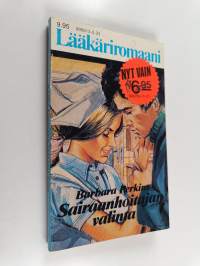 9.95
Lääkäriromaani
NYT VAIN
6.95
Barbara Perkins
Sairaanhoitajan
valinta